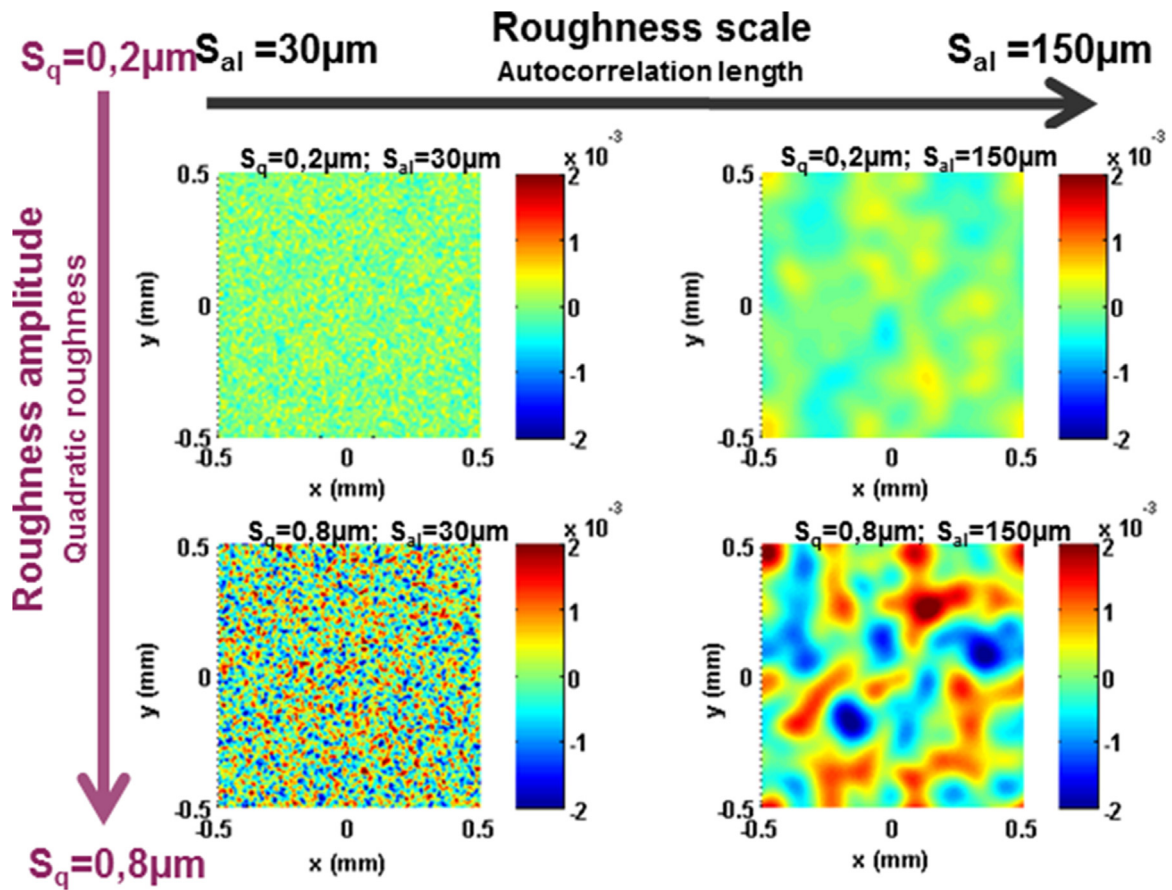 Roughness scale
Autocorrelation length
Sq=0,2µm
Sal =30µm
Sal =150µm
Roughness amplitude
Quadratic roughness
Sq=0,8µm
Sq=0,2µm; Sal=30µm
x 10-3
0.5
0
-0.5
y (mm)
-0.5
0
0.5
x (mm)
2
1
0
-1
-2
Sq=0,2µm; Sal=150µm
x 10-3
0.5
0
-0.5
y (mm)
-0.5
0
0.5
x (mm)
2
1
0
-1
-2
Sq=0,8µm; Sal=30µm
x 10-3
0.5
0
-0.5
y (mm)
-0.5
0
0.5
x (mm)
2
1
0
-1
-2
Sq=0,8µm; Sal=150µm
x 10-3
0.5
0
-0.5
y (mm)
-0.5
0
0.5
x (mm)
2
1
0
-1
-2